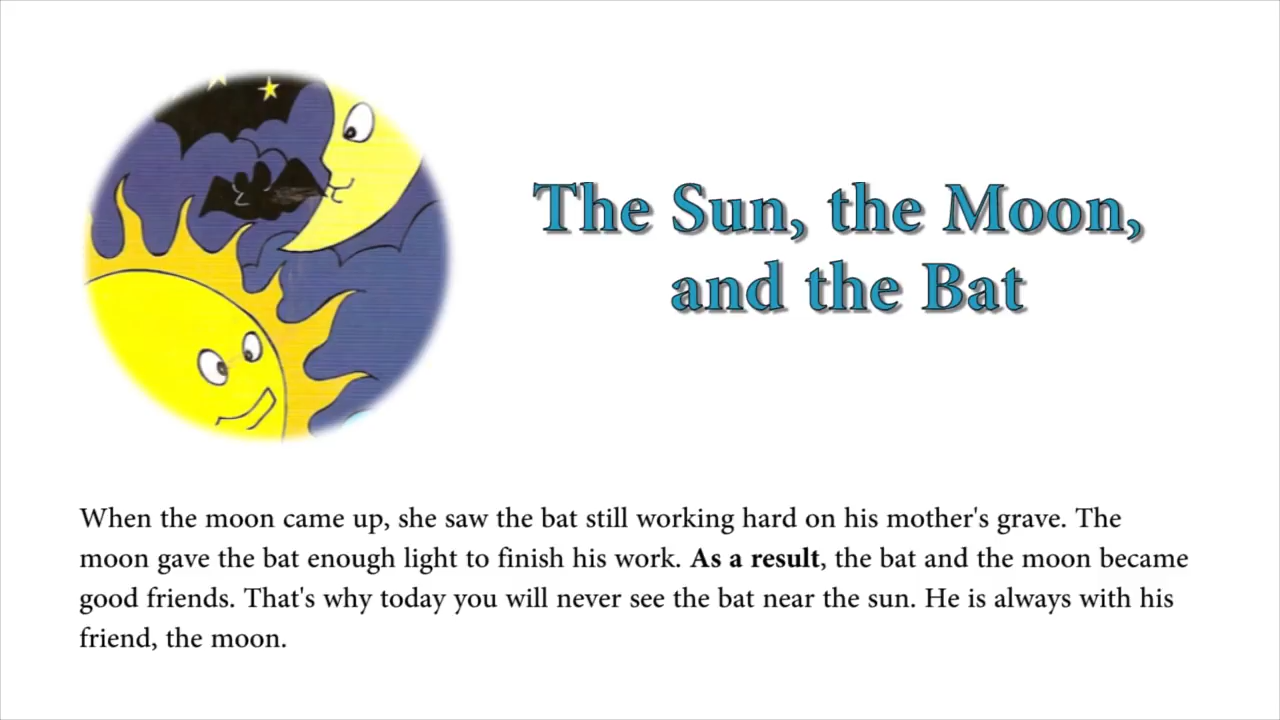 The Sun, the Moon,
and the Bat
When the moon came up, she saw the bat still working hard on his mother's grave. The
moon gave the bat enough light to finish his work. As a result, the bat and the moon became
good friends. That's why today you will never see the bat near the sun. He is always with his
friend, the moon.